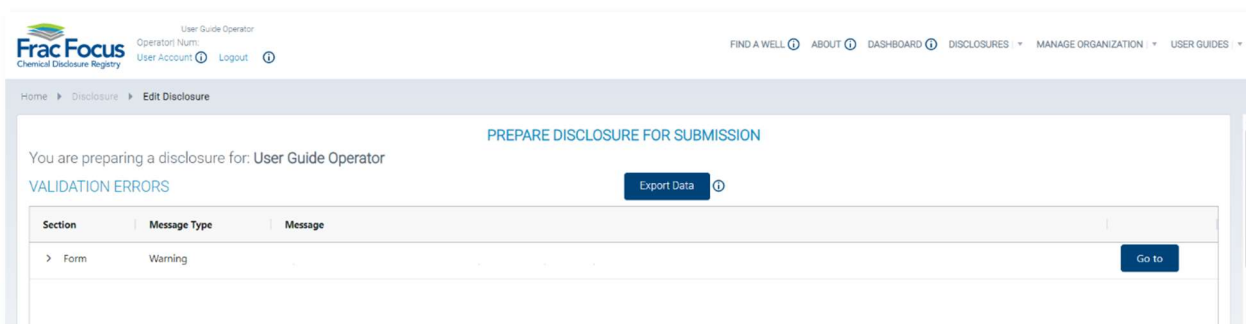 Frac Focus
Chemical Disclosure Registry
User Guide Operator
Operator| Num:
User Account Logout
FIND A WELL ABOUT DASHBOARD DISCLOSURES MANAGE ORGANIZATION USER GUIDES
Home Disclosure Edit Disclosure
PREPARE DISCLOSURE FOR SUBMISSION
You are preparing a disclosure for: User Guide Operator
VALIDATION ERRORS
Export Data
Section Message Type Message
Form Warning Go to